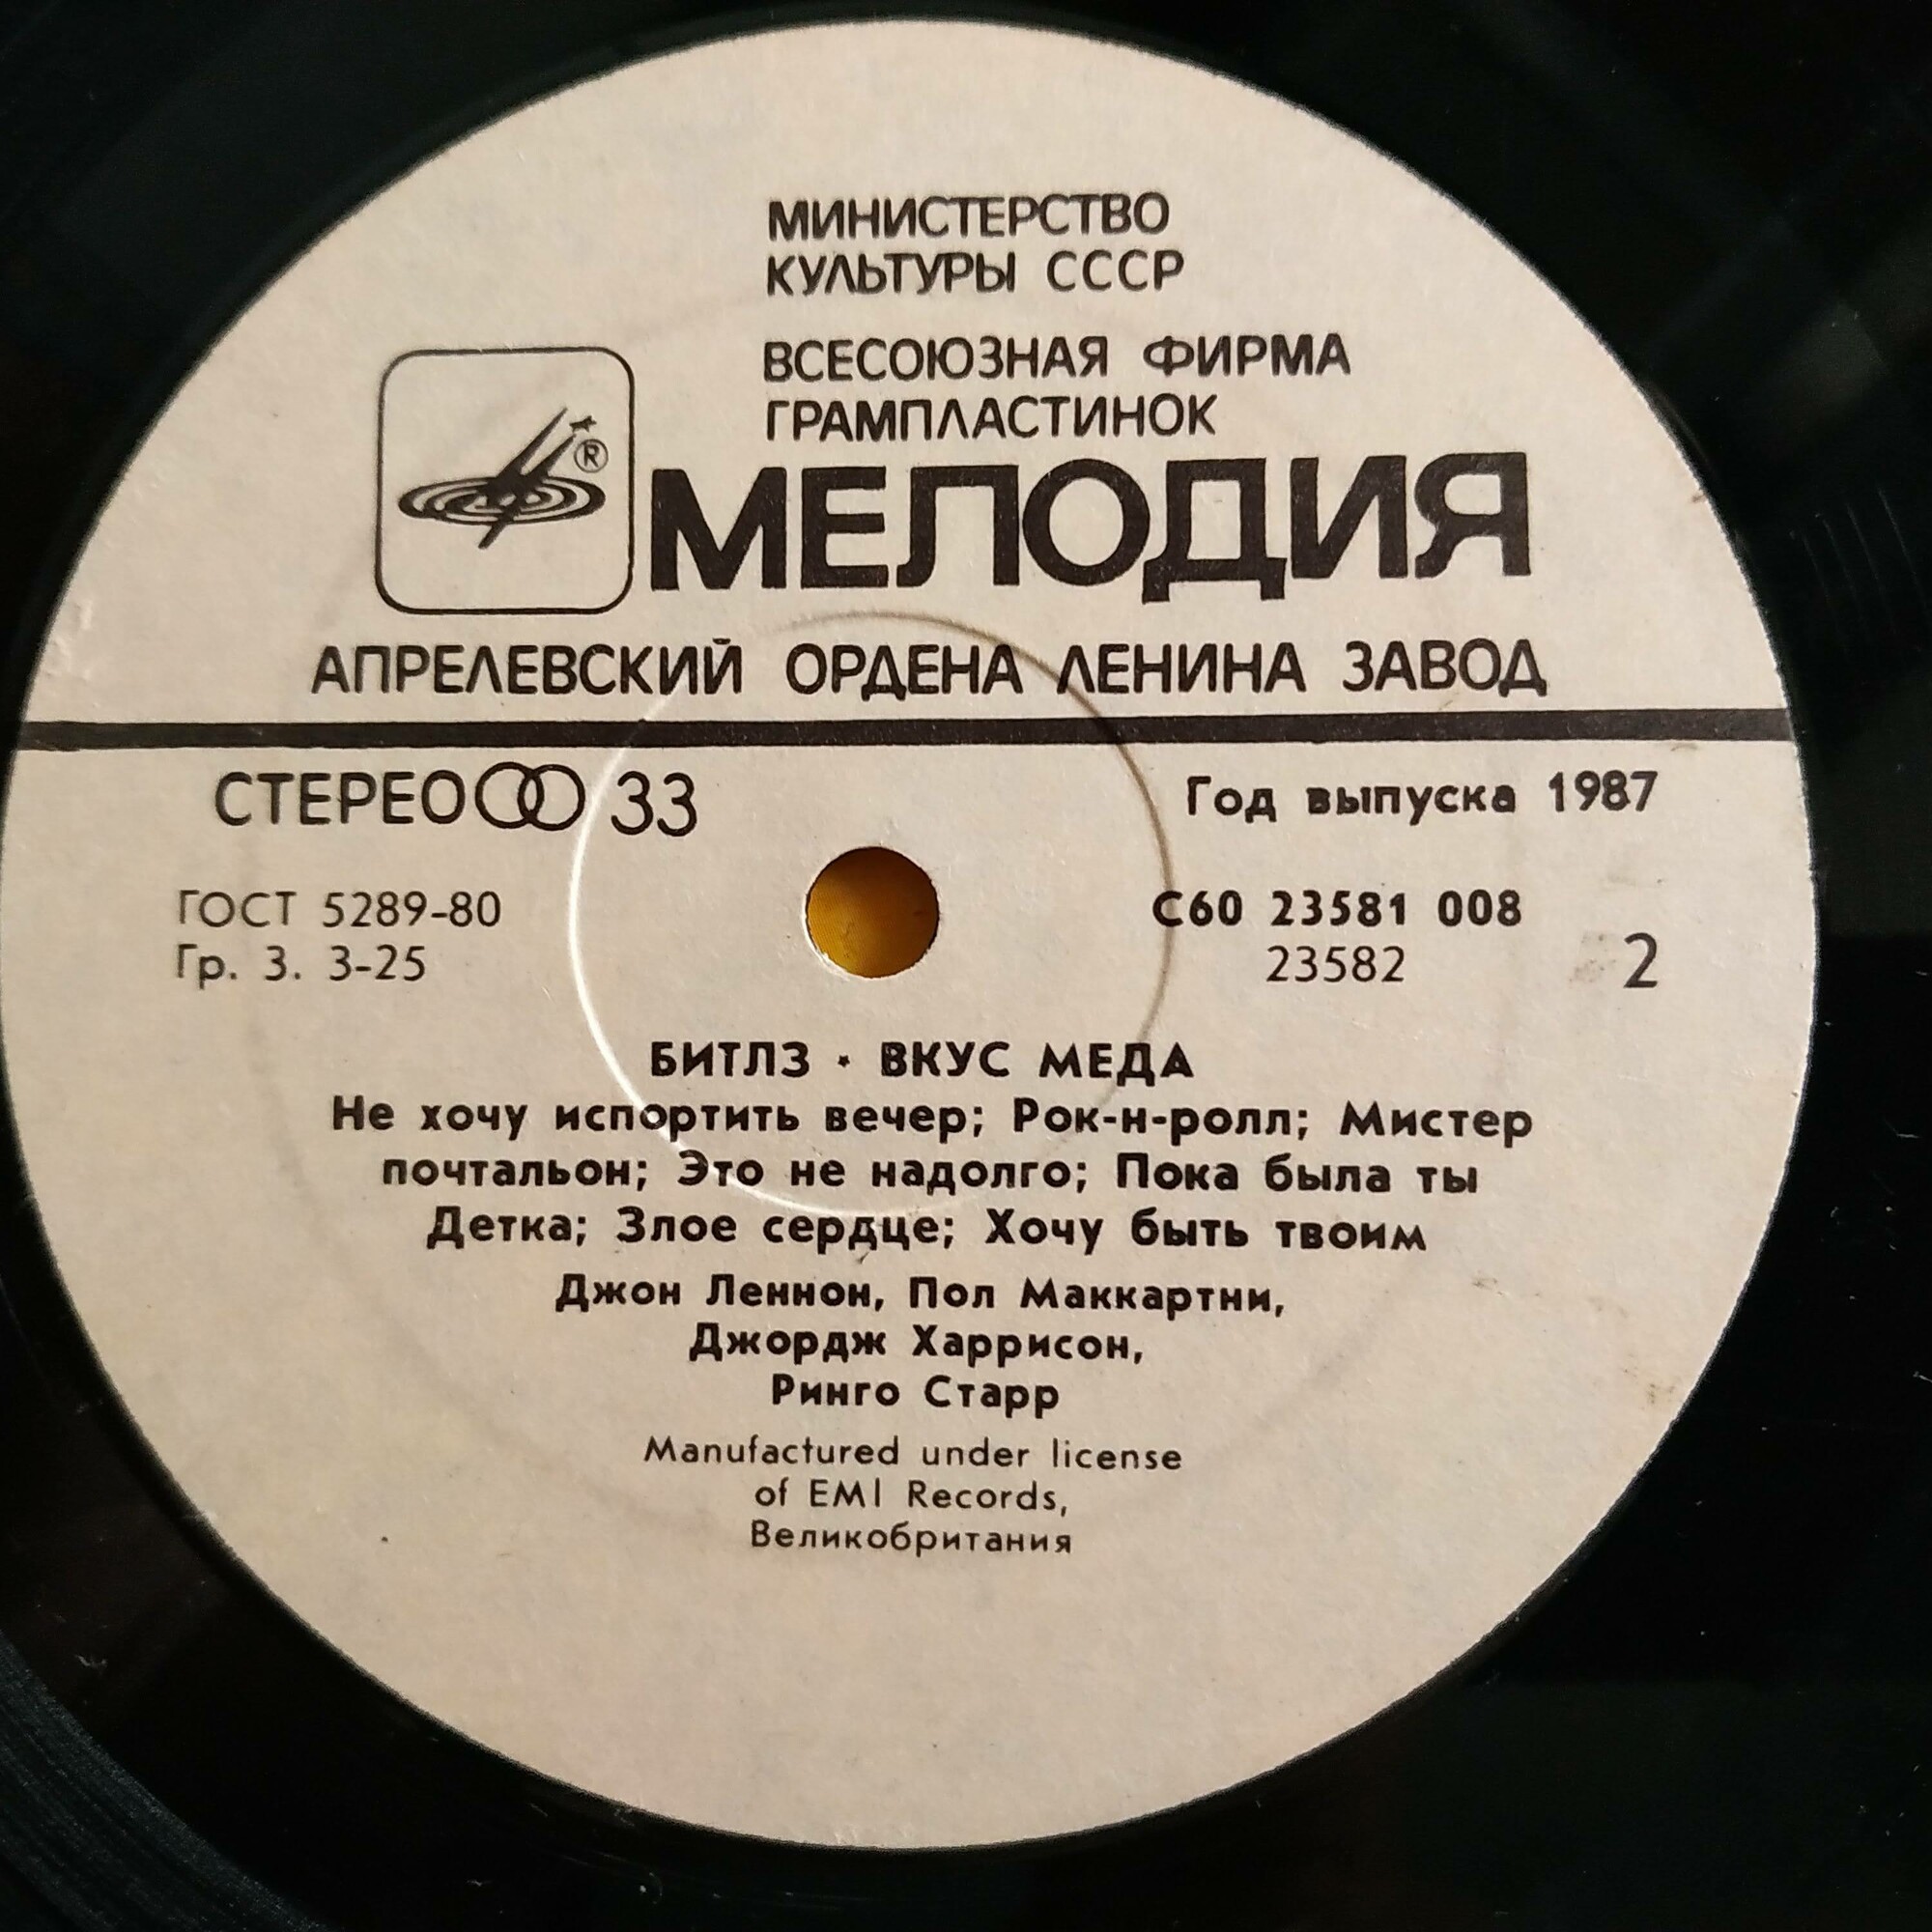 МИНИСТЕРСТВО
КУЛЬТУРЫ СССР
ВСЕСОЮЗНАЯ ФИРМА
ГРАМПЛАСТИНОК
®
МЕЛОДИЯ
АПРЕЛЕВСКИЙ ОРДЕНА ЛЕНИНА ЗАВОД
СТЕРЕО 33
Год выпуска 1987
ГОСТ 5289-80
Гр. 3. 3-25
С60 23581 008
23582
2
БИТЛЗ · ВКУС МЕДА
Не хочу испортить вечер; Рок-н-ролл; Мистер
почтальон; Это не надолго; Пока была ты
Детка; Злое сердце; Хочу быть твоим
Джон Леннон, Пол Маккартни,
Джордж Харрисон,
Ринго Старр
Manufactured under license
of EMI Records,
Великобритания